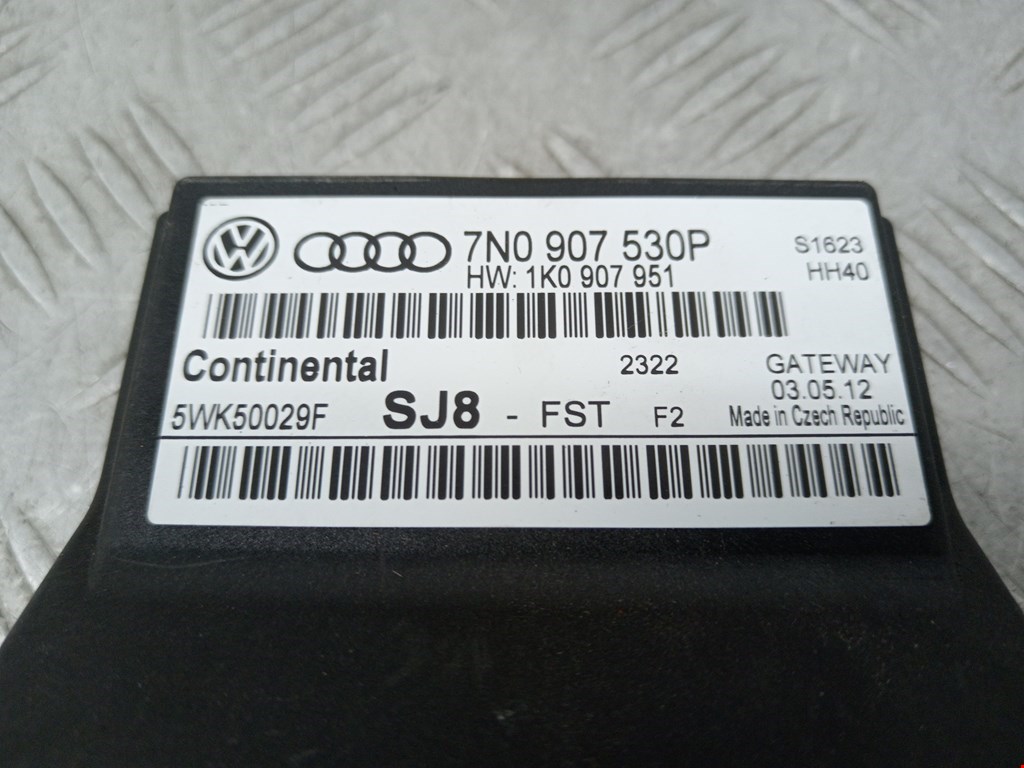 7N0 907 530P S1623
HW: 1K0 907 951 HH40
Continental 2322 GATEWAY
03.05.12
5WK50029F SJ8 - FST F2 Made in Czech Republic